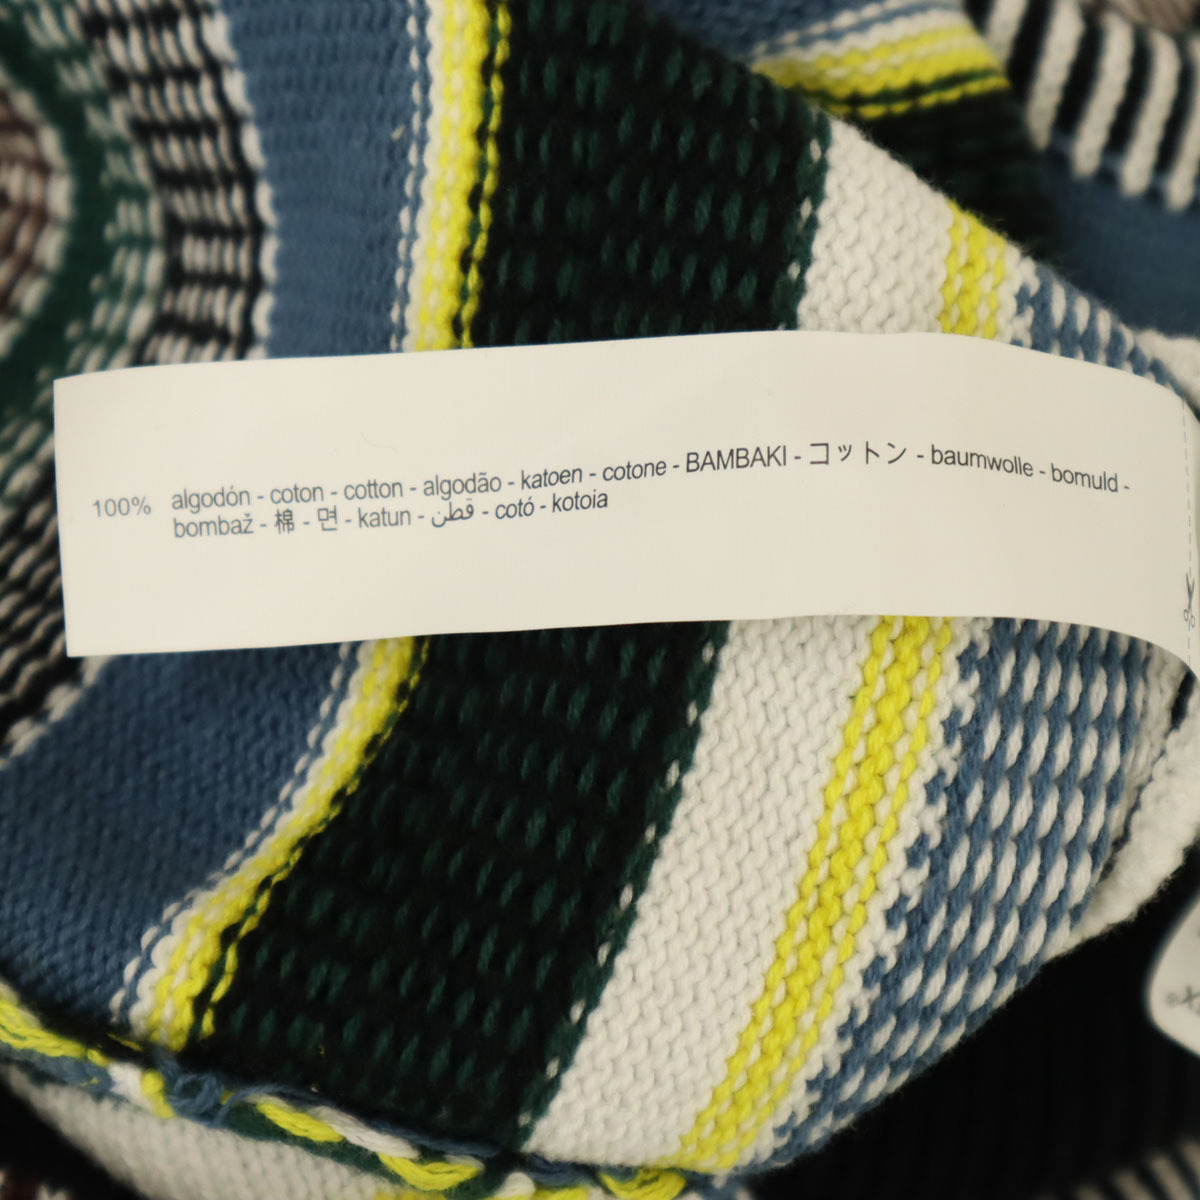 100% algodón - coton - cotton - algodão - katoen - cotone - BAMBAKI - コットン - baumwolle - bomuld -
bombaž - 棉 - 면 - katun - قطن - cotó - kotoia